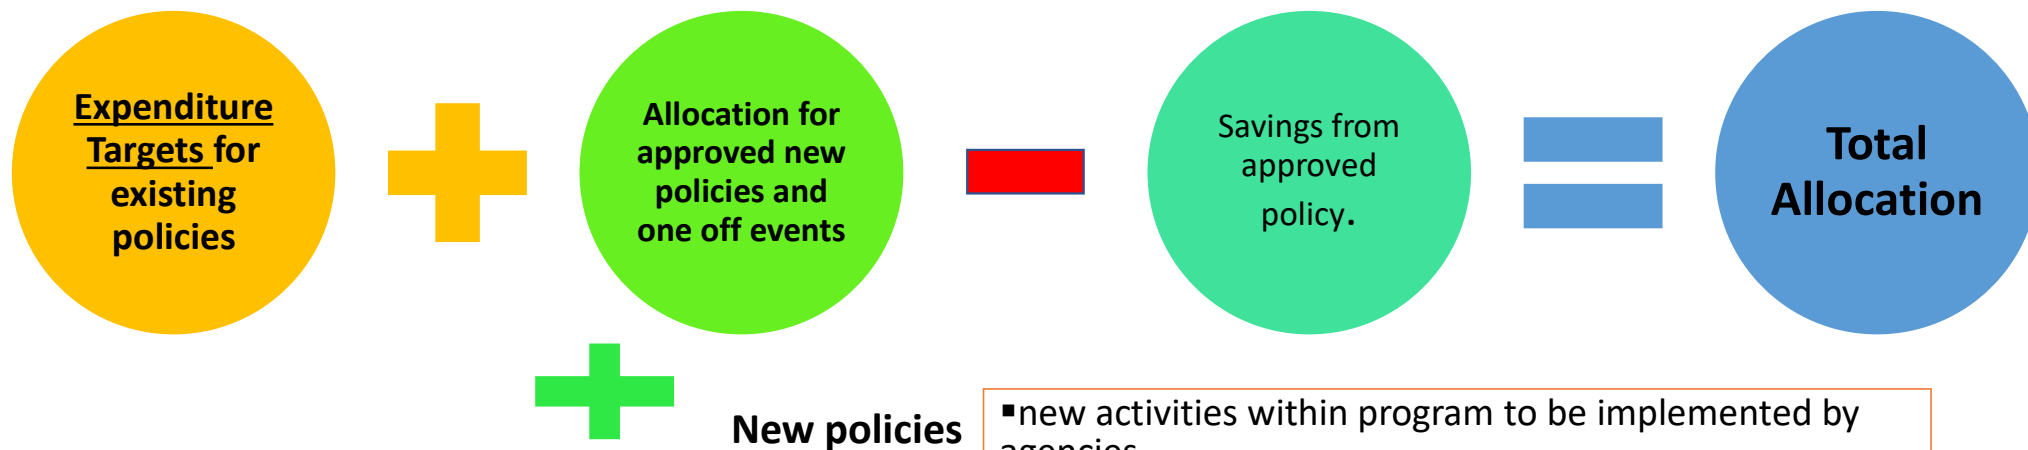 Expenditure
Targets for
existing
policies
Allocation for
approved new
policies and
one off events
Savings from
approved
policy.
Total
Allocation
New policies
▪new activities within program to be implemented by
agencies